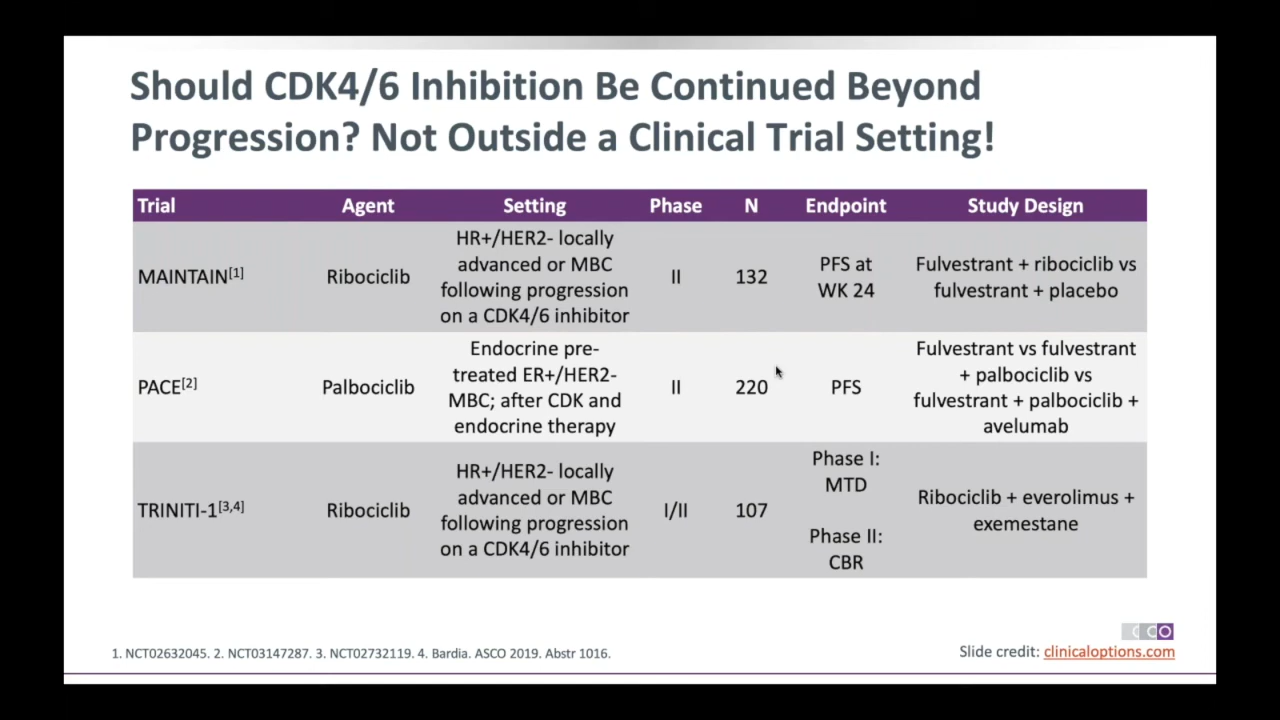 Should CDK4/6 Inhibition Be Continued Beyond
Progression? Not Outside a Clinical Trial Setting!
Trial Agent Setting Phase N Endpoint Study Design
MAINTAIN[1]
Ribociclib
HR+/HER2- locally
advanced or MBC
following progression
on a CDK4/6 inhibitor
II
132
PFS at
WK 24
Fulvestrant + ribociclib vs
fulvestrant + placebo
PACE[2]
Palbociclib
Endocrine pre-
treated ER+/HER2-
MBC; after CDK and
endocrine therapy
II
220
PFS
Fulvestrant vs fulvestrant
+ palbociclib vs
fulvestrant + palbociclib +
avelumab
TRINITI-1[3,4]
Ribociclib
HR+/HER2- locally
advanced or MBC
following progression
on a CDK4/6 inhibitor
I/II
107
Phase I:
MTD
Phase II:
CBR
Ribociclib + everolimus +
exemestane
CCO
1. NCT02632045. 2. NCT03147287. 3. NCT02732119. 4. Bardia. ASCO 2019. Abstr 1016.
Slide credit: clinicaloptions.com